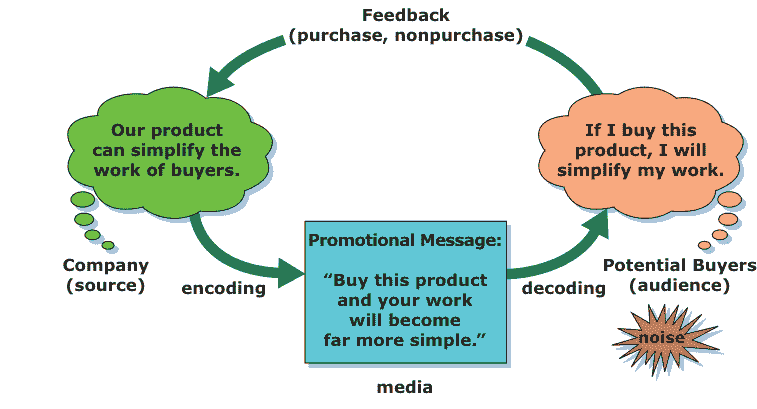 Feedback
(purchase, nonpurchase)
Our product
can simplify the
work of buyers.
If I buy this
product, I will
simplify my work.
Company
(source)
encoding
Promotional Message:
“Buy this product
and your work
will become
far more simple.”
media
decoding
Potential Buyers
(audience)
noise